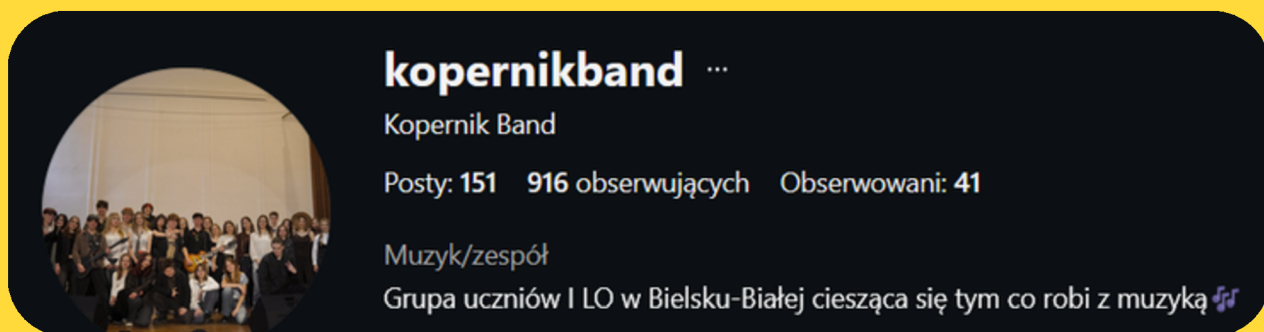 kopernikband ...
Kopernik Band
Posty: 151 916 obserwujących Obserwowani: 41
Muzyk/zespół
Grupa uczniów I LO w Bielsku-Białej ciesząca się tym co robi z muzyką🎶